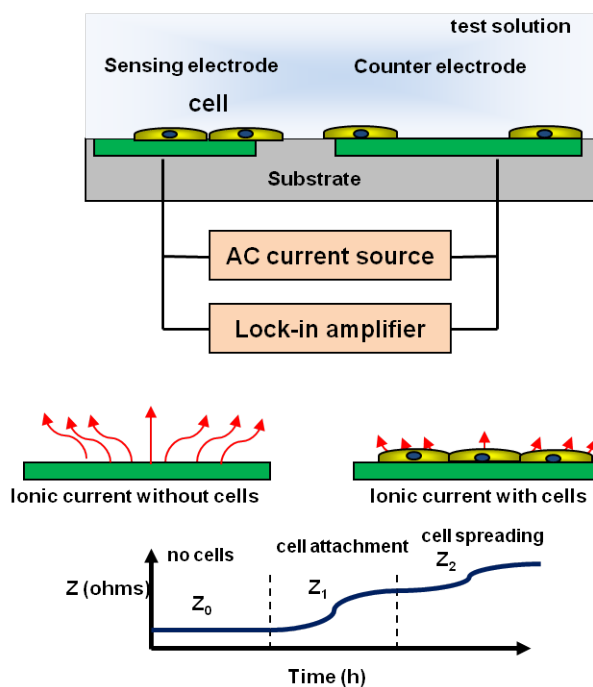 test solution
Sensing electrode
Counter electrode
cell
Substrate
AC current source
Lock-in amplifier
Ionic current without cells
Ionic current with cells
no cells
cell attachment
cell spreading
Z (ohms)
Z0
Z1
Z2
Time (h)